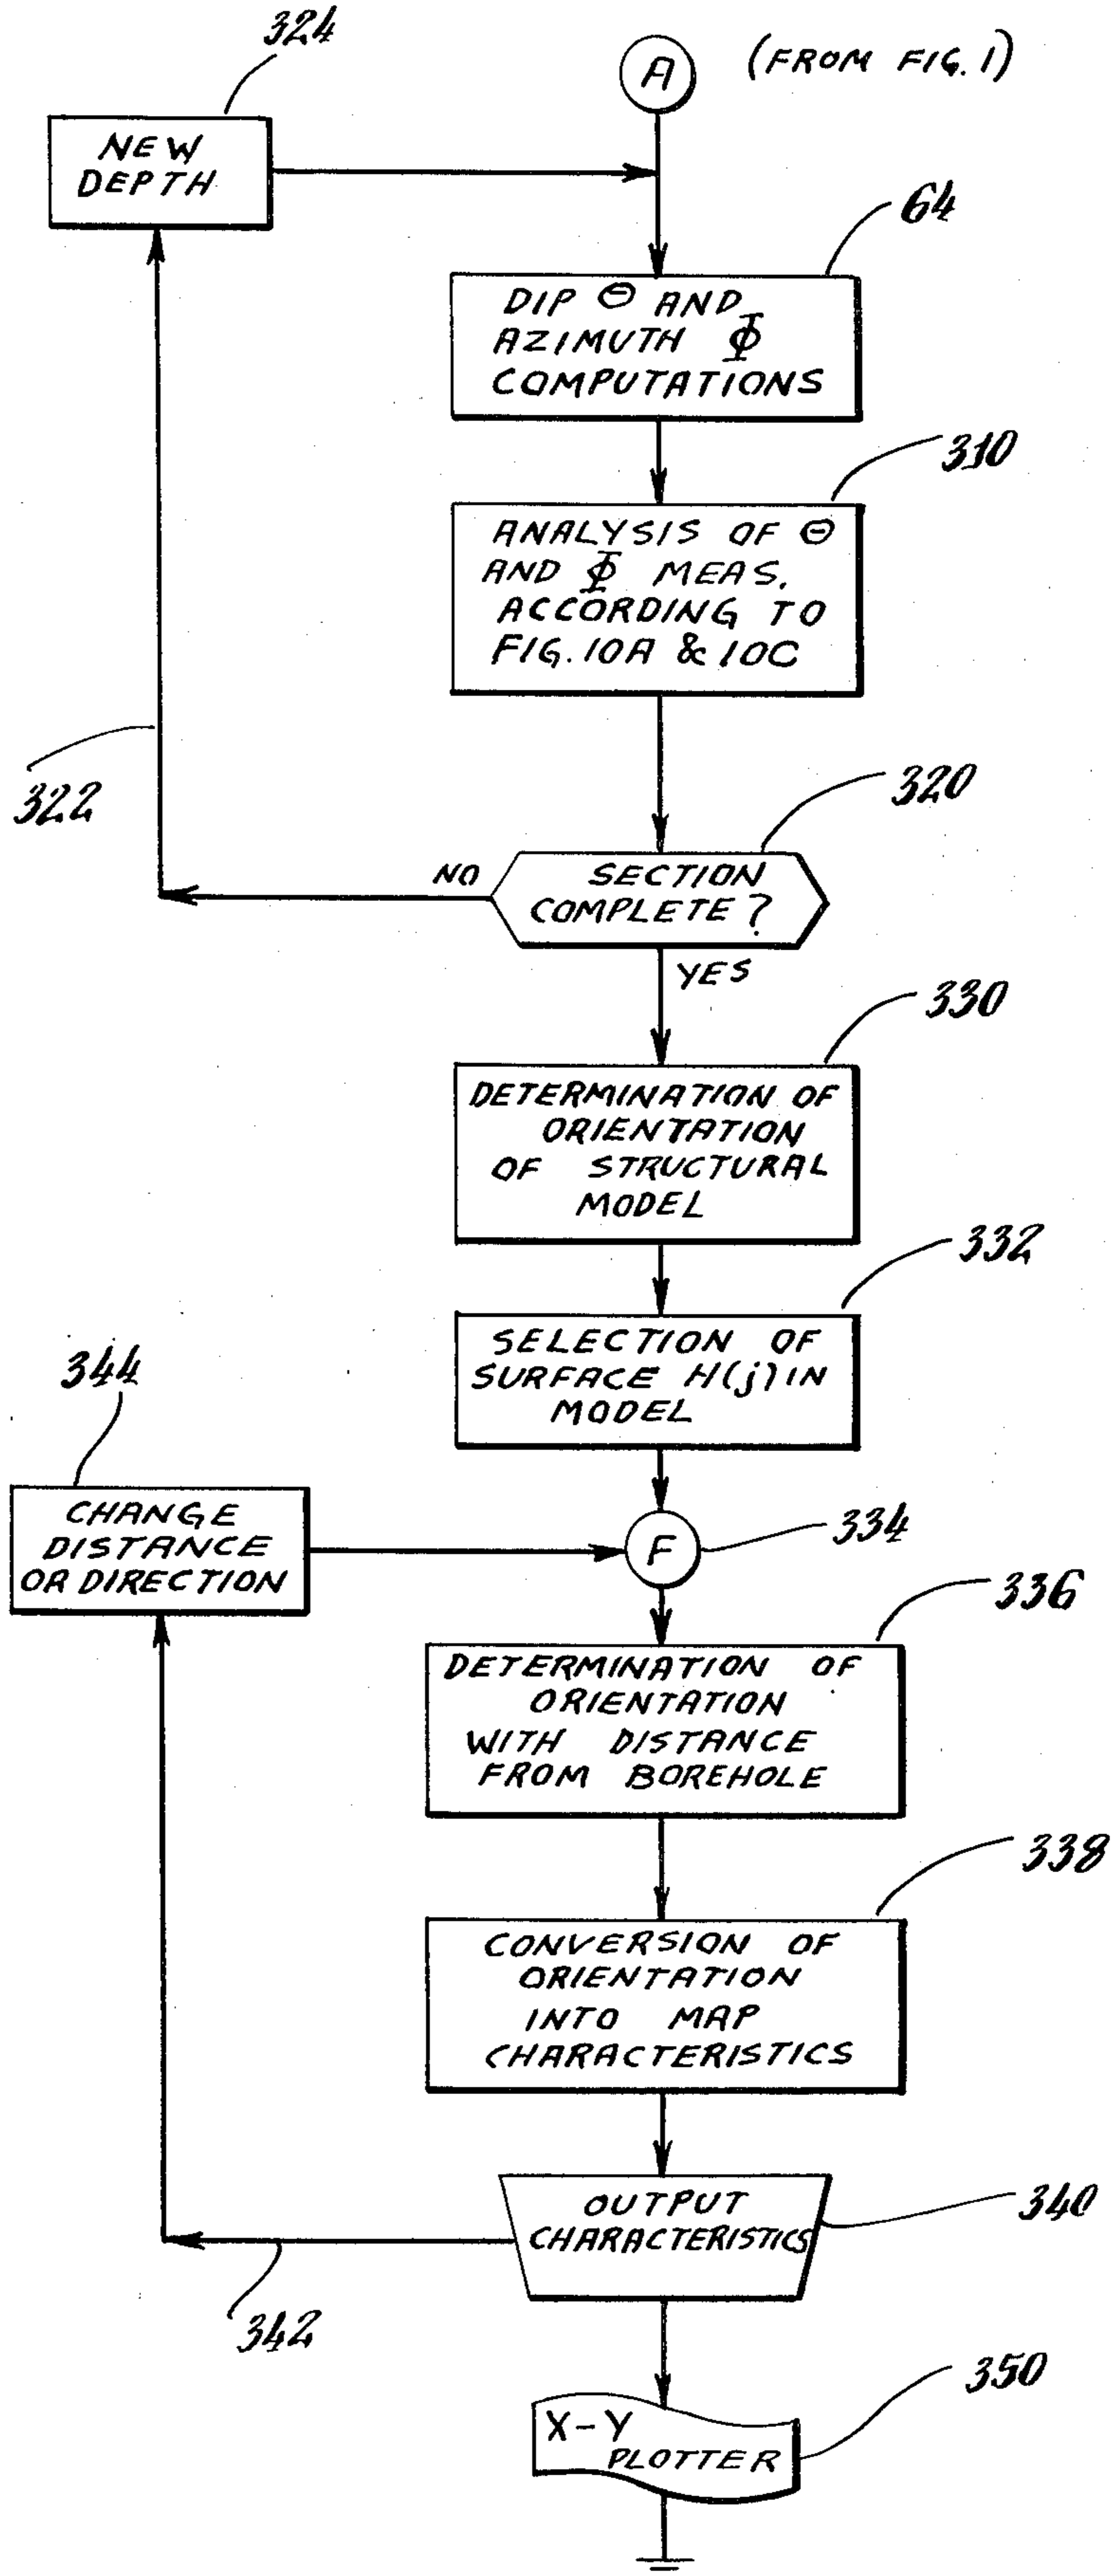 324
A (FROM FIG. 1)
NEW
DEPTH
64
DIP Θ AND
AZIMUTH Φ
COMPUTATIONS
310
ANALYSIS OF Θ
AND Φ MEAS.
ACCORDING TO
FIG. 10A & 10C
322
320
NO
SECTION
COMPLETE ?
YES
330
DETERMINATION OF
ORIENTATION
OF STRUCTURAL
MODEL
332
SELECTION OF
SURFACE H(j) IN
MODEL
344
CHANGE
DISTANCE
OR DIRECTION
F
334
336
DETERMINATION OF
ORIENTATION
WITH DISTANCE
FROM BOREHOLE
338
CONVERSION OF
ORIENTATION
INTO MAP
CHARACTERISTICS
340
OUTPUT
CHARACTERISTICS
342
350
X-Y
PLOTTER